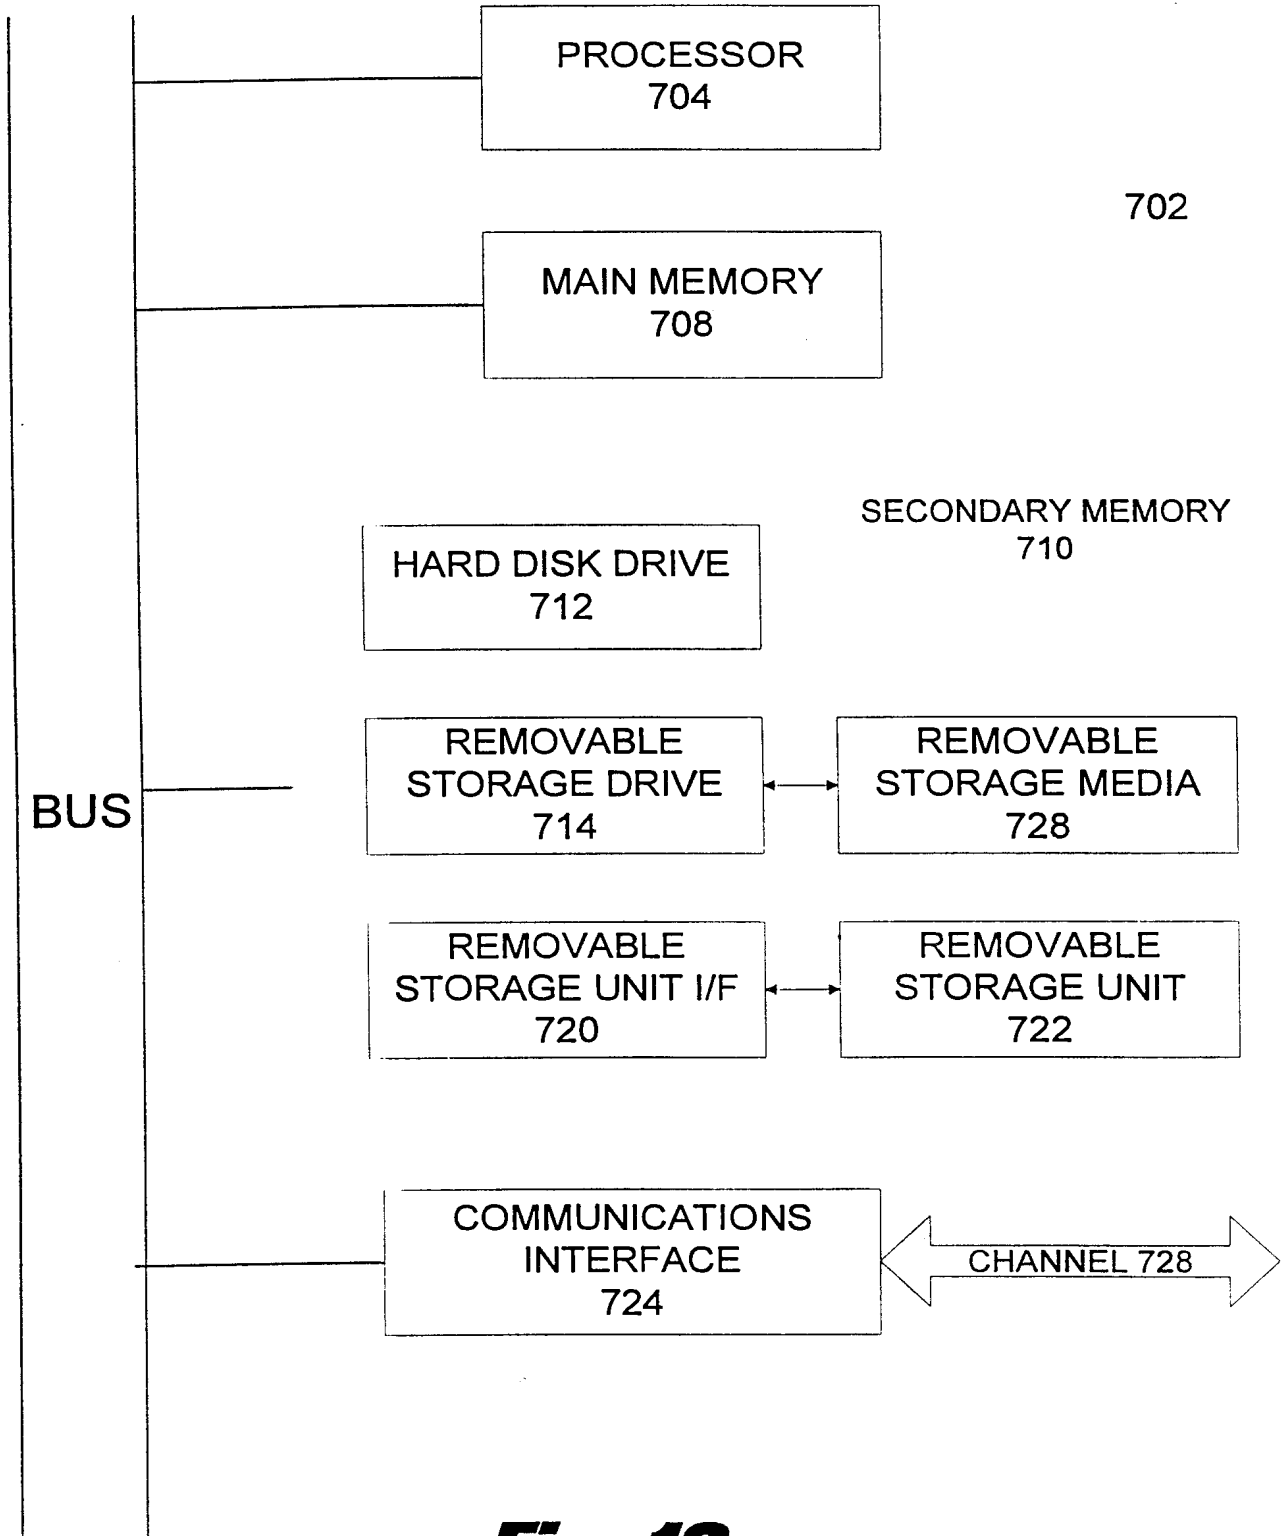 PROCESSOR
704
702
MAIN MEMORY
708
SECONDARY MEMORY
710
HARD DISK DRIVE
712
REMOVABLE
STORAGE DRIVE
714
REMOVABLE
STORAGE MEDIA
728
BUS
REMOVABLE
STORAGE UNIT I/F
720
REMOVABLE
STORAGE UNIT
722
COMMUNICATIONS
INTERFACE
724
CHANNEL 728